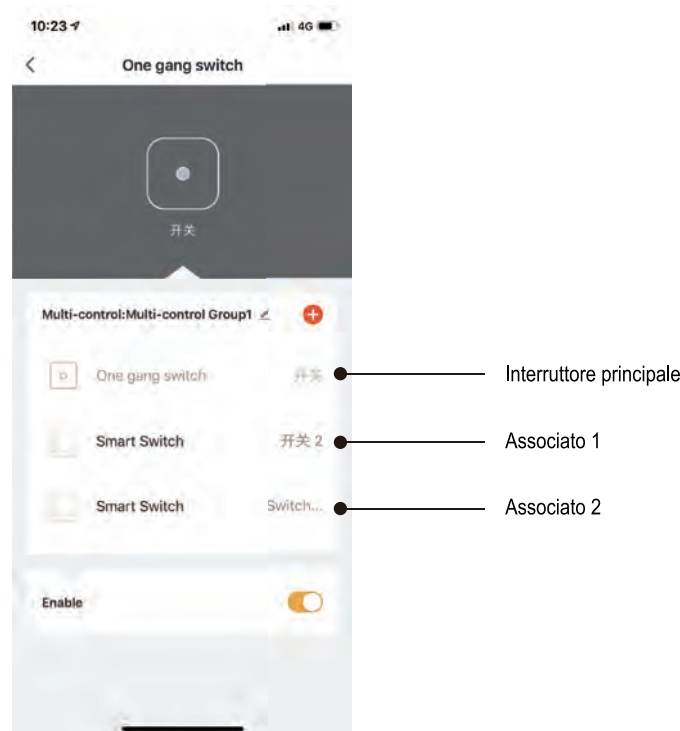 10:23 4G
One gang switch
开关
Multi-control:Multi-control Group1
One gang switch 开关 Interruttore principale
Smart Switch 开关 2 Associato 1
Smart Switch Switch... Associato 2
Enable